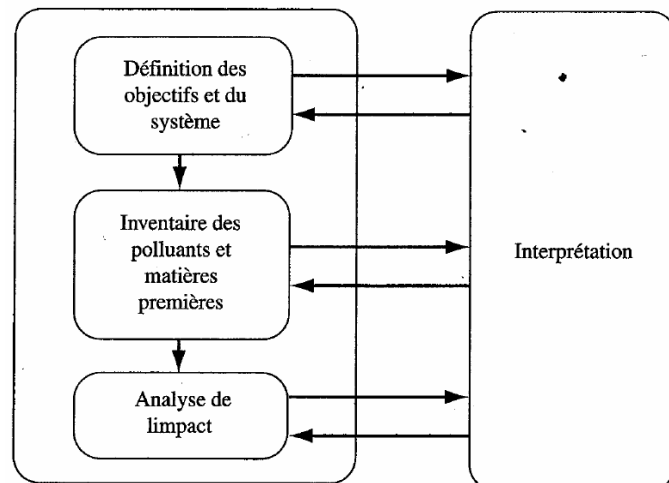 Définition des
objectifs et du
système
Inventaire des
polluants et
matières
premières
Interprétation
Analyse de
limpact